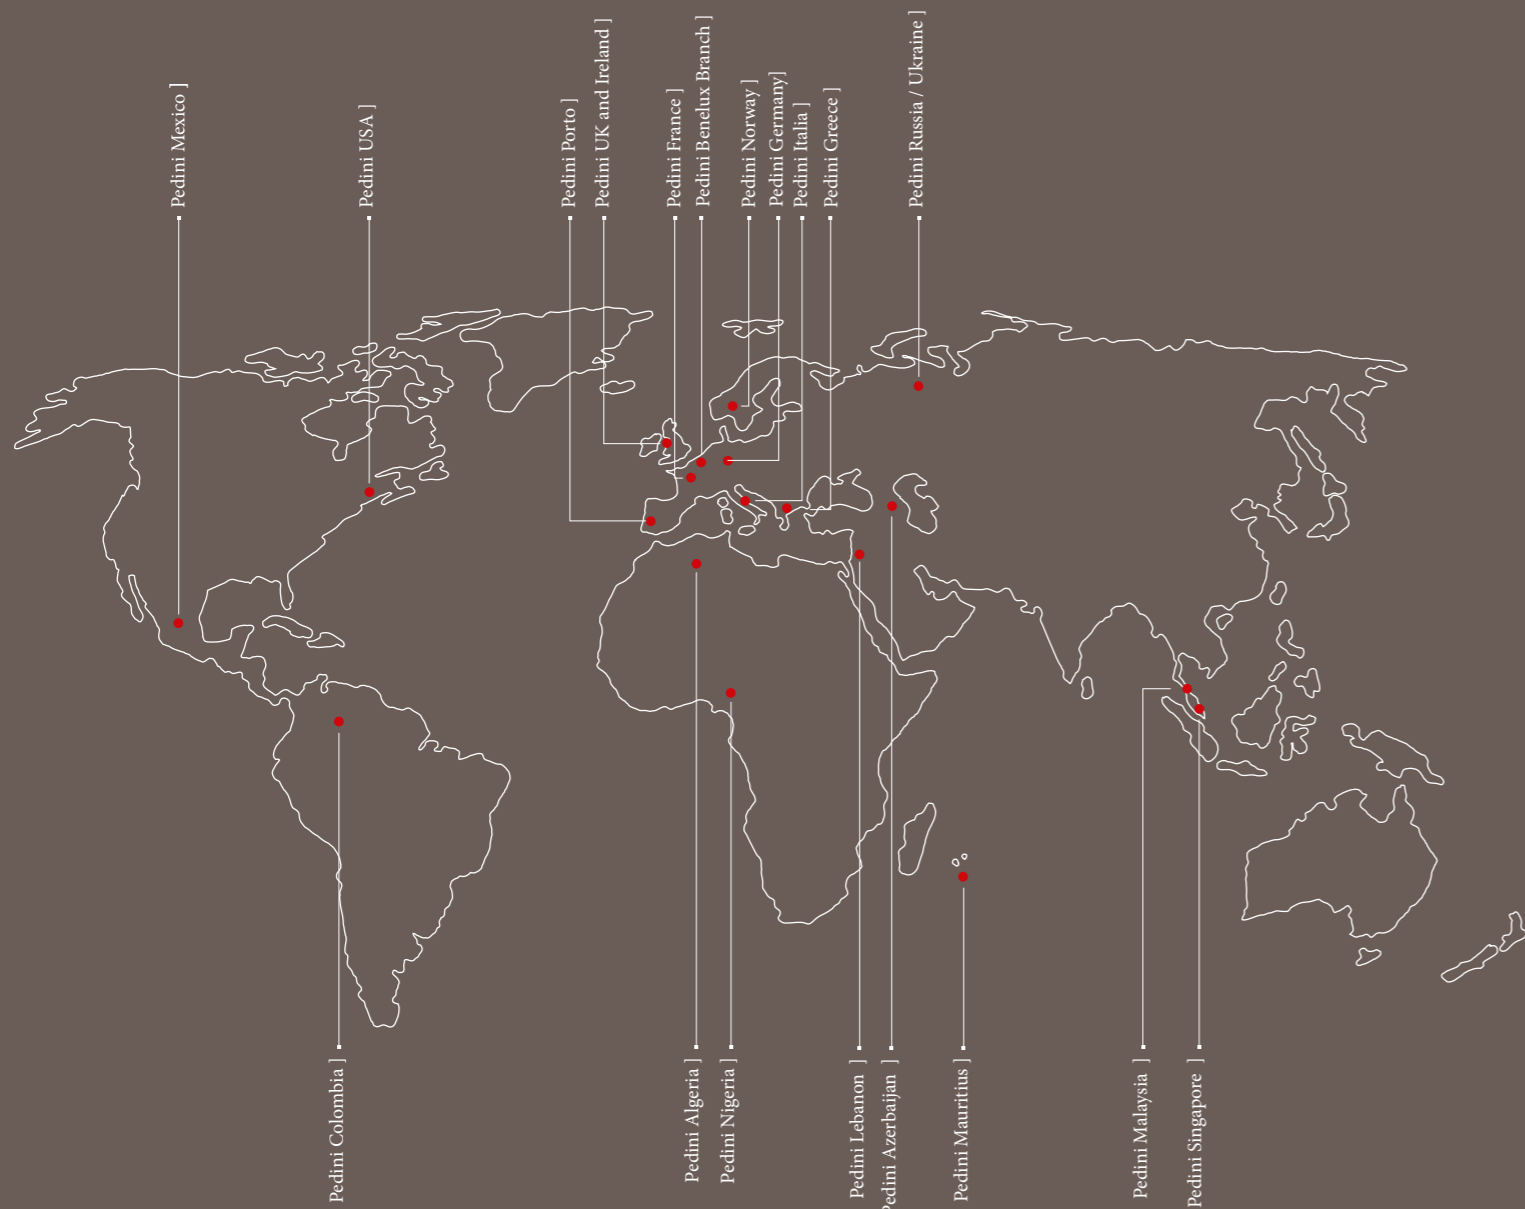 Pedini Mexico ]
Pedini USA ]
Pedini Porto ]
Pedini UK and Ireland ]
Pedini France ]
Pedini Benelux Branch ]
Pedini Norway ]
Pedini Germany]
Pedini Italia ]
Pedini Greece ]
Pedini Russia / Ukraine ]
Pedini Colombia ]
Pedini Algeria ]
Pedini Nigeria ]
Pedini Lebanon ]
Pedini Azerbaijan ]
Pedini Mauritius ]
Pedini Malaysia ]
Pedini Singapore ]